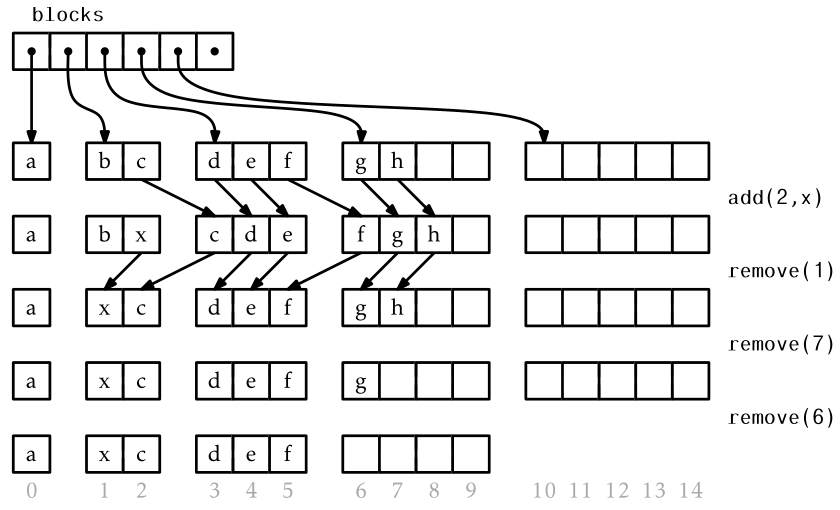 blocks
a b c d e f g h
add(2,x)
a b x c d e f g h
remove(1)
a x c d e f g h
remove(7)
a x c d e f g
remove(6)
a x c d e f
0 1 2 3 4 5 6 7 8 9 10 11 12 13 14